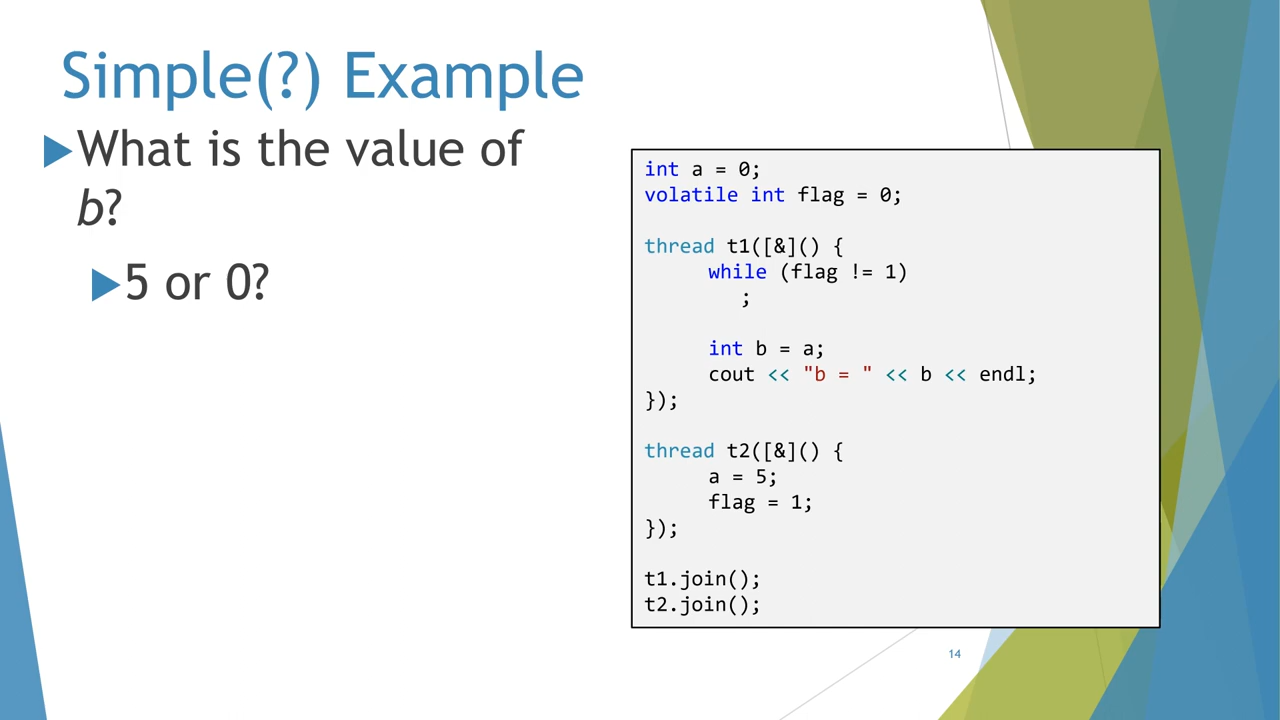 Simple(?) Example
What is the value of
b?
5 or 0?
int a = 0;
volatile int flag = 0;
thread t1([&]() {
while (flag != 1)
;
int b = a;
cout << "b = " << b << endl;
});
thread t2([&]() {
a = 5;
flag = 1;
});
t1.join();
t2.join();
14